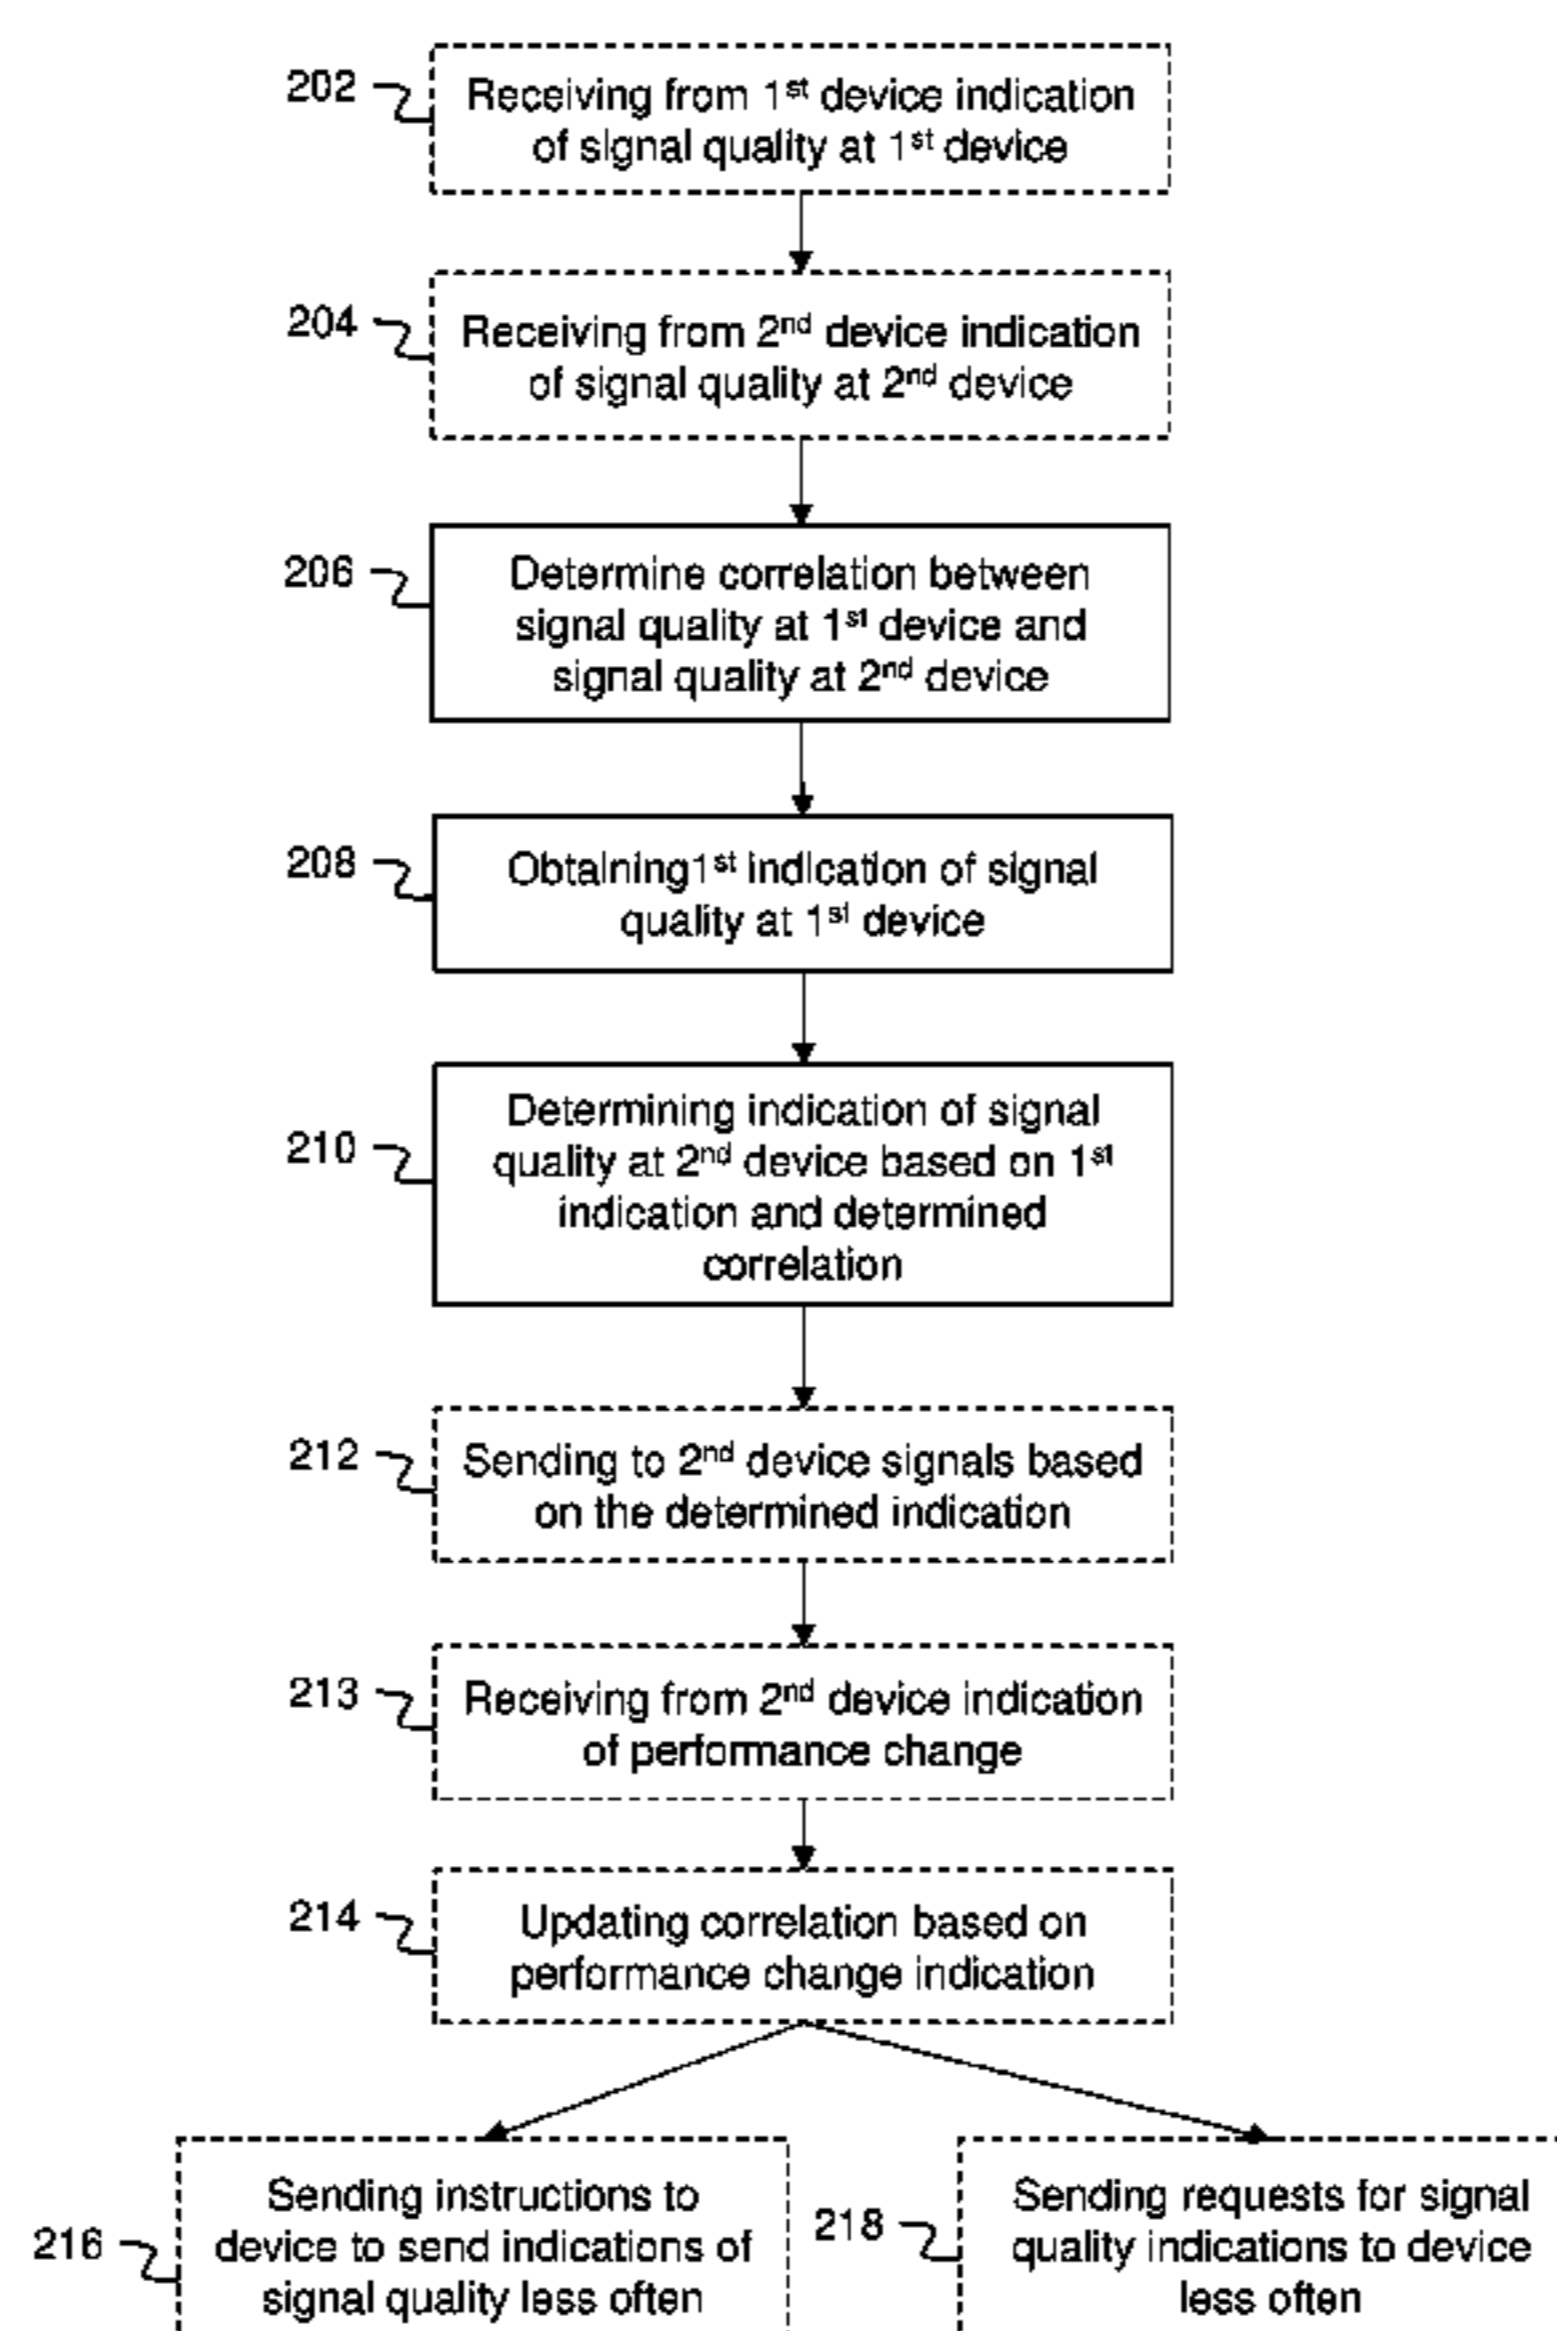 202
Receiving from 1st device indication
of signal quality at 1st device
204
Receiving from 2nd device indication
of signal quality at 2nd device
206
Determine correlation between
signal quality at 1st device and
signal quality at 2nd device
208
Obtaining1st indication of signal
quality at 1st device
210
Determining indication of signal
quality at 2nd device based on 1st
indication and determined
correlation
212
Sending to 2nd device signals based
on the determined indication
213
Receiving from 2nd device indication
of performance change
214
Updating correlation based on
performance change indication
216
Sending instructions to
device to send indications of
signal quality less often
218
Sending requests for signal
quality indications to device
less often